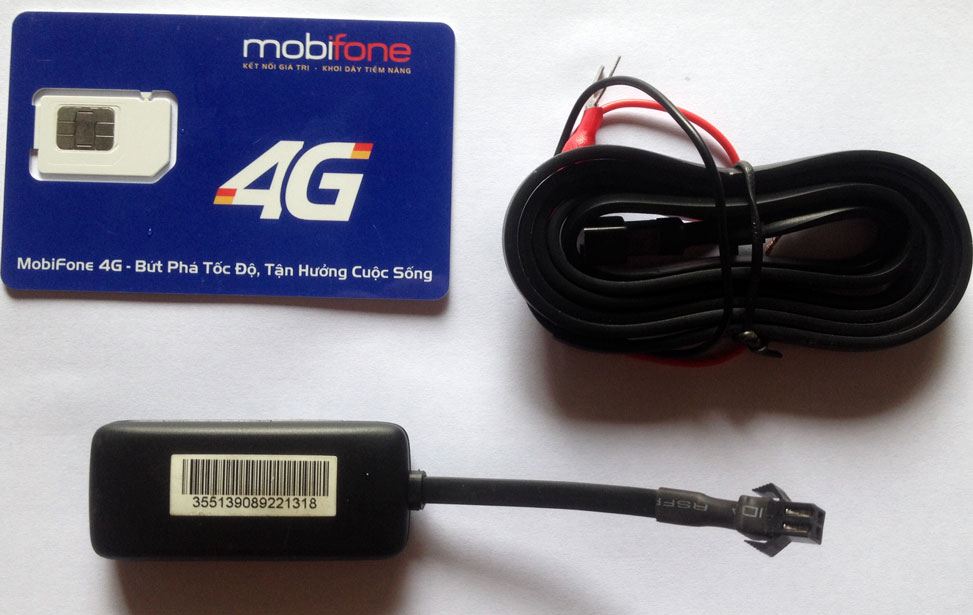 mobifone
KẾT NỐI GIÁ TRỊ - KHƠI DẬY TIỀM NĂNG
4G
MobiFone 4G - Bứt Phá Tốc Độ, Tận Hưởng Cuộc Sống
355139089221318